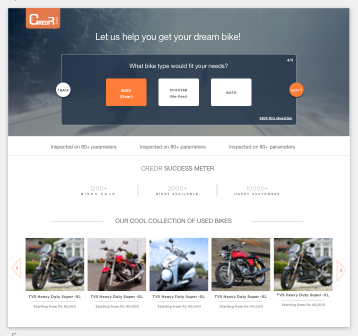 CREDR
Let us help you get your dream bike!
What bike type would fit your needs?
BIKE
(Gear)
SCOOTER
(No-Gear)
BOTH
BACK
NEXT
Skip this Question
Inspected on 80+ parameters
Inspected on 80+ parameters
Inspected on 80+ parameters
CREDR SUCCESS METER
1200+
BIKES SOLD
2000+
BIKES AVAILABLE
10000+
HAPPY CUSTOMERS
OUR COOL COLLECTION OF USED BIKES
TVS Heavy Duty Super -XL
TVS Heavy Duty Super -XL
TVS Heavy Duty Super -XL
TVS Heavy Duty Super -XL
TVS Heavy Duty Super -XL
Starting from Rs 18,000
Starting from Rs 40,000
Starting from Rs 40,000
Starting from Rs 40,000
Starting from Rs 40,000